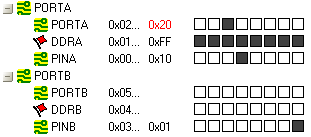 PORTA
PORTA 0x02... 0x20
DDRA 0x01... 0xFF
PINA 0x00... 0x10
PORTB
PORTB 0x05...
DDRB 0x04...
PINB 0x03... 0x01